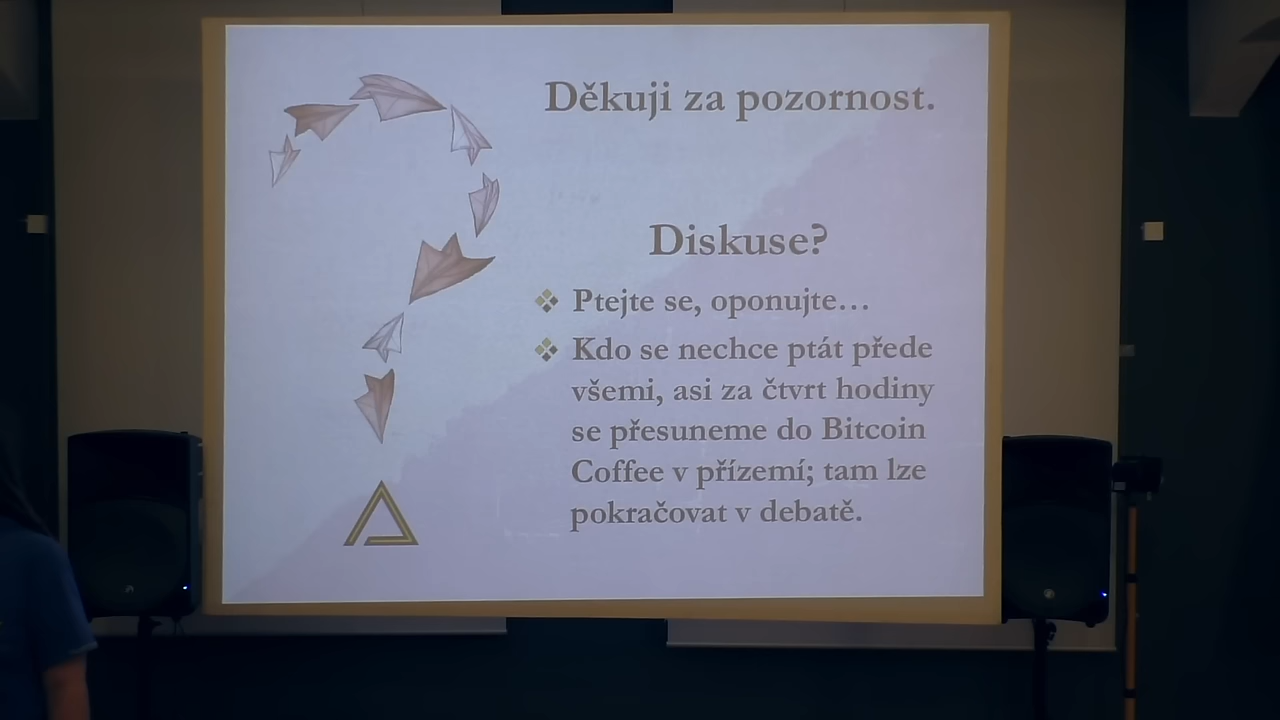 Děkuji za pozornost.
Diskuse?
Ptejte se, oponujte…
Kdo se nechce ptát přede
všemi, asi za čtvrt hodiny
se přesuneme do Bitcoin
Coffee v přízemí; tam lze
pokračovat v debatě.